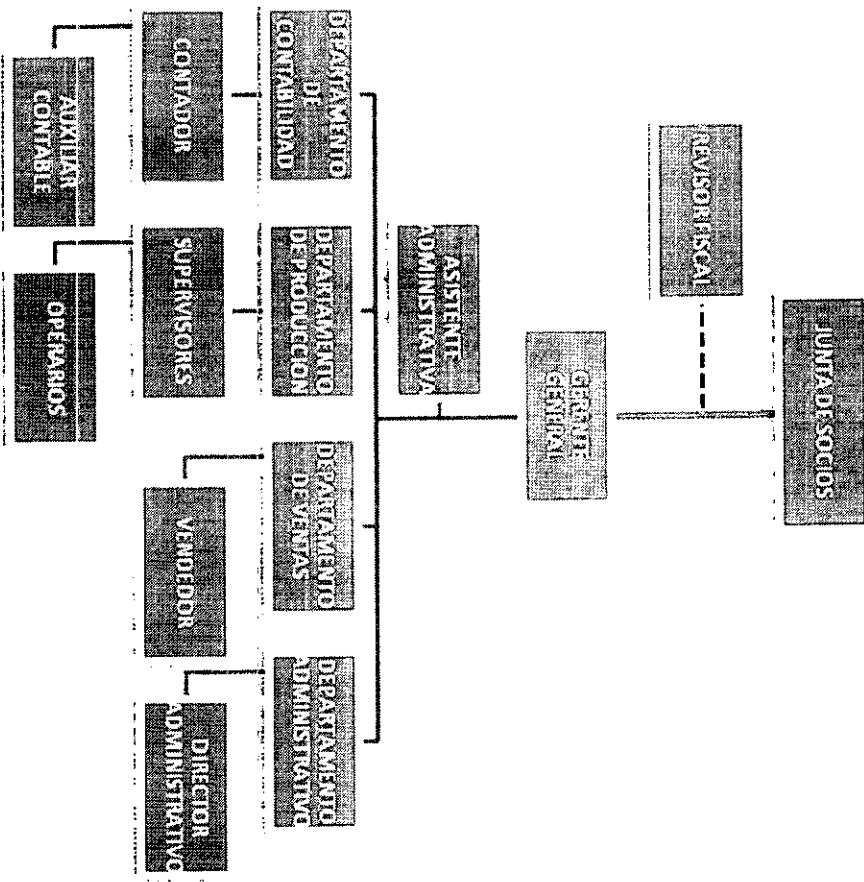 JUNTA DE SOCIOS
REVISOR FISCAL
GERENTE
GENERAL
ASISTENTE
ADMINISTRATIVA
DEPARTAMENTO
DE
CONTABILIDAD
DEPARTAMENTO
DE PRODUCCION
DEPARTAMENTO
DE VENTAS
DEPARTAMENTO
ADMINISTRATIVO
CONTADOR
SUPERVISORES
VENDEDOR
DIRECTOR
ADMINISTRATIVO
AUXILIAR
CONTABLE
OPERARIOS